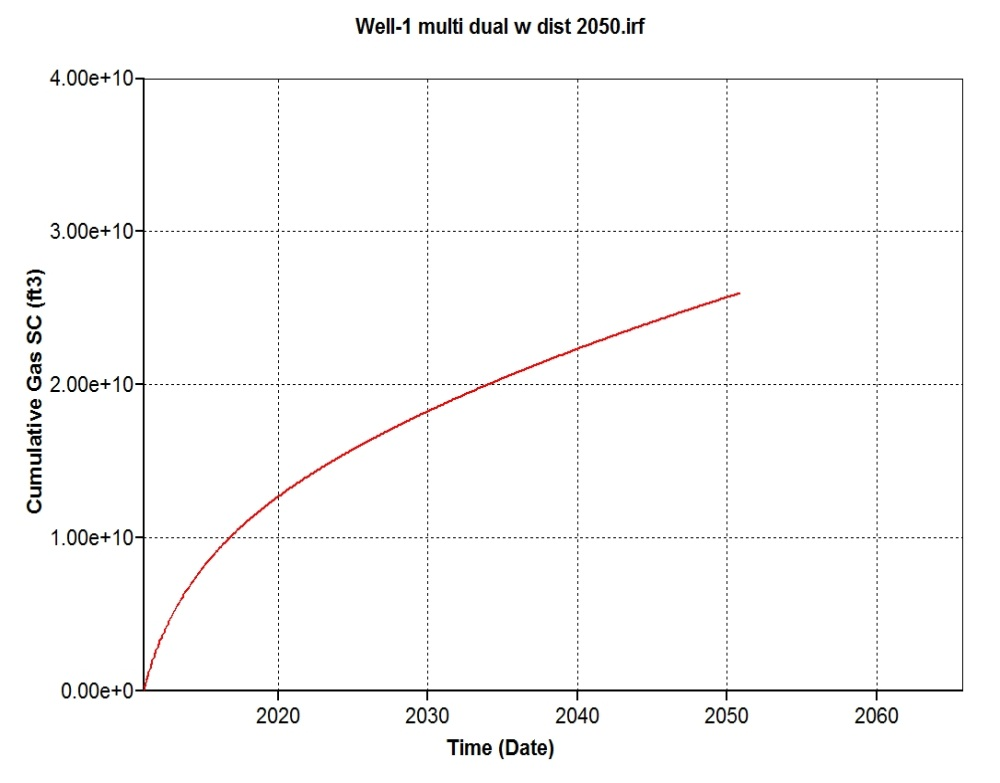 Well-1 multi dual w dist 2050.irf
4.00e+10
3.00e+10
2.00e+10
1.00e+10
0.00e+0
Cumulative Gas SC (ft3)
2020 2030 2040 2050 2060
Time (Date)